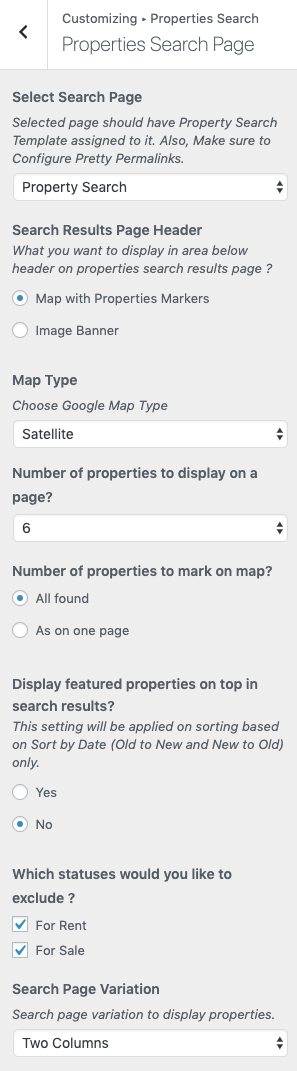 Customizing ▸ Properties Search
Properties Search Page
Select Search Page
Selected page should have Property Search
Template assigned to it. Also, Make sure to
Configure Pretty Permalinks.
Property Search
Search Results Page Header
What you want to display in area below
header on properties search results page ?
Map with Properties Markers
Image Banner
Map Type
Choose Google Map Type
Satellite
Number of properties to display on a
page?
6
Number of properties to mark on map?
All found
As on one page
Display featured properties on top in
search results?
This setting will be applied on sorting based
on Sort by Date (Old to New and New to Old)
only.
Yes
No
Which statuses would you like to
exclude ?
For Rent
For Sale
Search Page Variation
Search page variation to display properties.
Two Columns